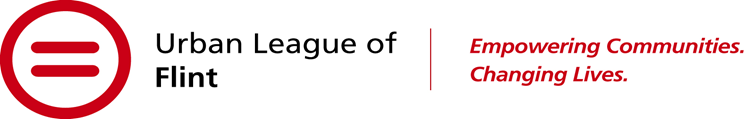 Urban League of
Flint
Empowering Communities.
Changing Lives.